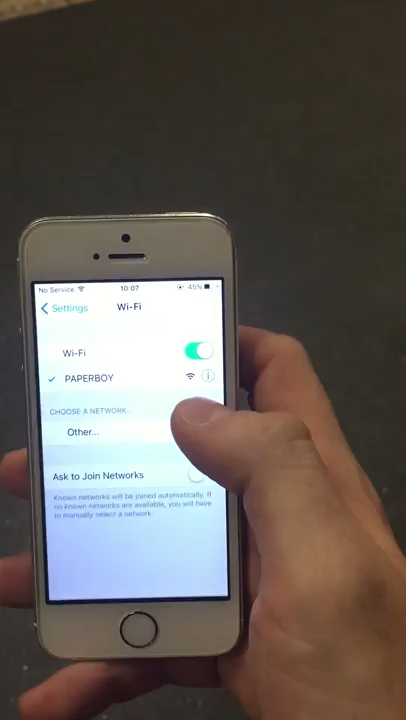 No Service 10:07 45%
Settings Wi-Fi
Wi-Fi
PAPERBOY
CHOOSE A NETWORK...
Other...
Ask to Join Networks
Known networks will be joined automatically. If
no known networks are available, you will have
to manually select a network.